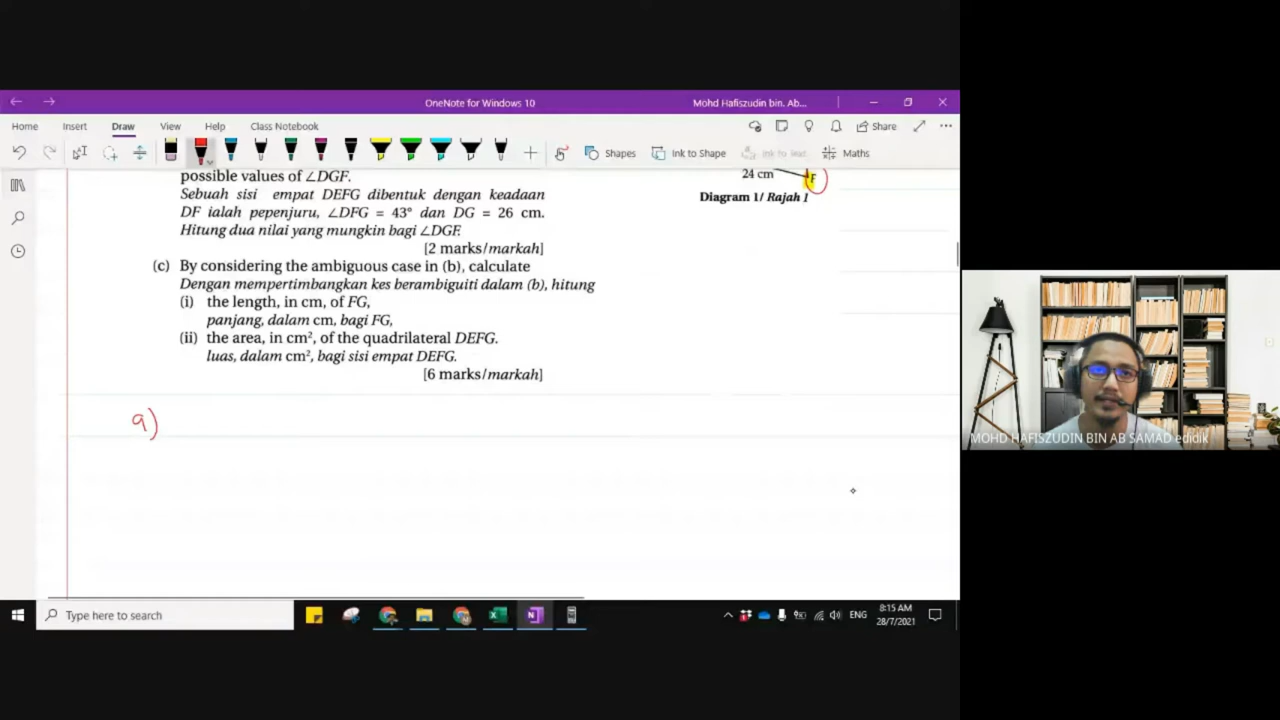 OneNote for Windows 10
Mohd Hafiszudin bin. Ab...
Home Insert Draw View Help Class Notebook
Share
Shapes Ink to Shape Ink to Text Maths
possible values of ∠DGF.
Sebuah sisi empat DEFG dibentuk dengan keadaan
DF ialah pepenjuru, ∠DFG = 43° dan DG = 26 cm.
Hitung dua nilai yang mungkin bagi ∠DGF.
[2 marks/markah]
(c) By considering the ambiguous case in (b), calculate
Dengan mempertimbangkan kes berambiguiti dalam (b), hitung
(i) the length, in cm, of FG,
panjang, dalam cm, bagi FG,
(ii) the area, in cm², of the quadrilateral DEFG.
luas, dalam cm², bagi sisi empat DEFG.
[6 marks/markah]
24 cm
F
Diagram 1/ Rajah 1
a)
MOHD HAFISZUDIN BIN AB SAMAD edidik
Type here to search
ENG
8:15 AM
28/7/2021